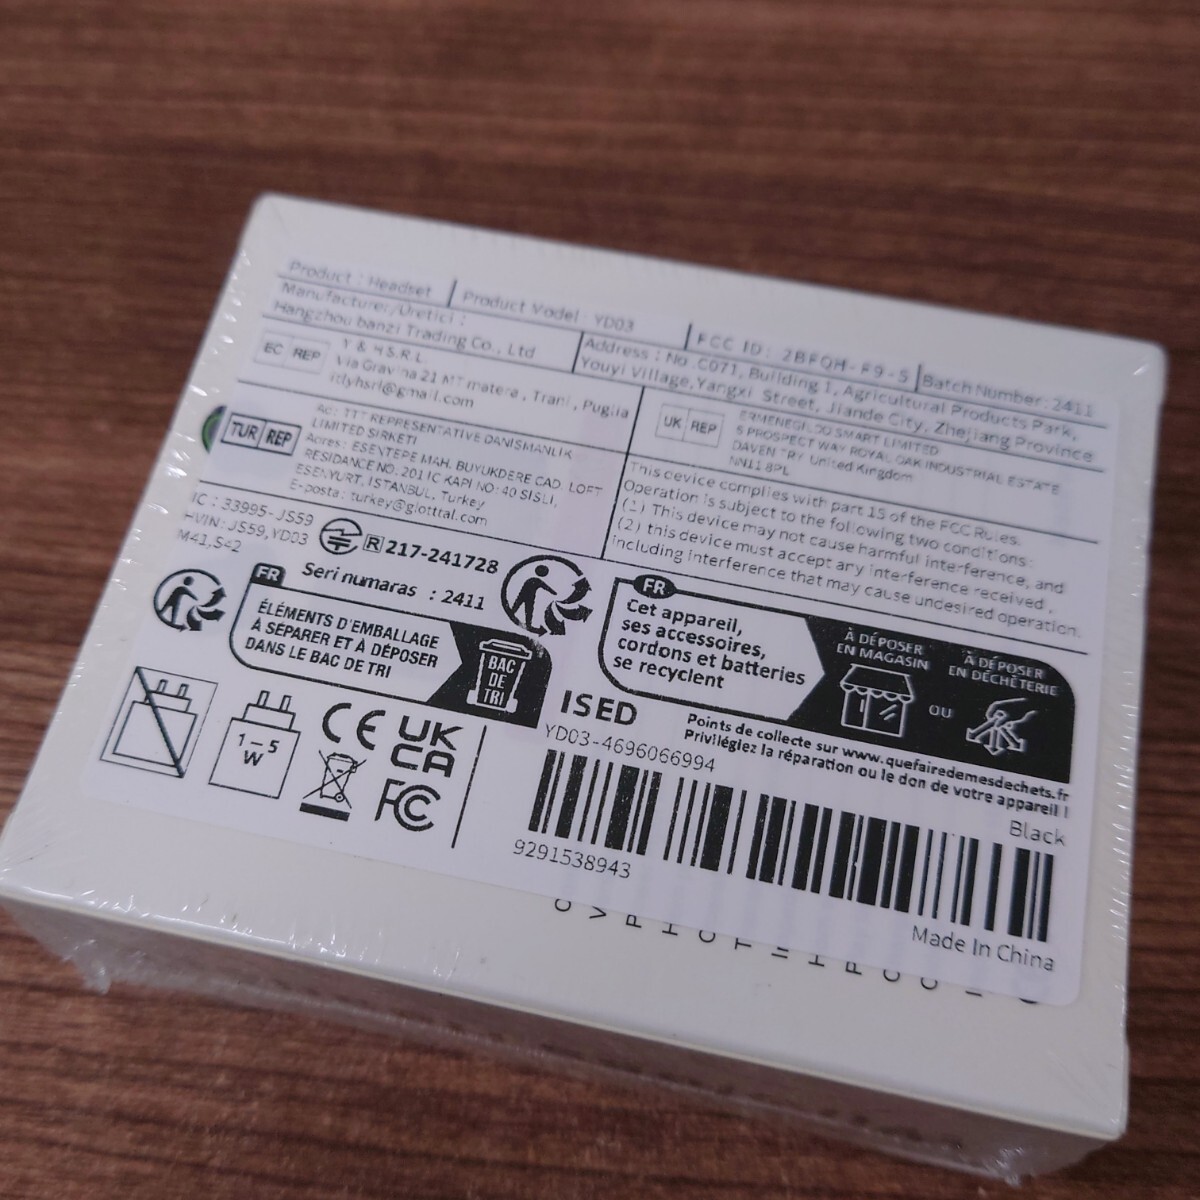 Product : Headset
Product Model : YD03
FCC ID: 2BFQH-F9-S
Batch Number: 2411
Manufacturer/Üretici :
Hangzhou banzi Trading Co., Ltd
Address : No .C071, Building 1, Agricultural Products Park,
Youyi Village, Yangxi Street, Jiande City, Zhejiang Province
EC REP
Y & H S.R.L.
Via Gravina 21 MT matera , Trani , Puglia
itlyhsrl@gmail.com
UK REP
ERMENEGILDO SMART LIMITED
5 PROSPECT WAY ROYAL OAK INDUSTRIAL ESTATE
DAVENTRY United Kingdom
NN11 8PL
TUR REP
TTT REPRESENTATIVE DANISMANLIK
LIMITED SIRKETI
Adres: ESENTEPE MAH. BUYUKDERE CAD. LOFT
RESIDANCE NO: 201 IC KAPI NO: 40 SISLI,
ESENYURT, ISTANBUL, Turkey
E-posta: turkey@glotttal.com
This device complies with part 15 of the FCC Rules.
Operation is subject to the following two conditions:
(1) This device may not cause harmful interference, and
(2) this device must accept any interference received ,
including interference that may cause undesired operation.
IC : 33995-JS59
HVIN: JS59, YD03
M41,S42
R 217-241728
Seri numaras : 2411
FR
ÉLÉMENTS D'EMBALLAGE
À SÉPARER ET À DÉPOSER
DANS LE BAC DE TRI
BAC
DE
TRI
FR
Cet appareil,
ses accessoires,
cordons et batteries
se recyclent
À DÉPOSER
EN MAGASIN
OU
À DÉPOSER
EN DÉCHÈTERIE
Points de collecte sur www.quefairedemesdechets.fr
Privilégiez la réparation ou le don de votre appareil !
1–5
W
CE
UK
CA
FC
ISED
YD03-4696066994
Black
9291538943
Made In China